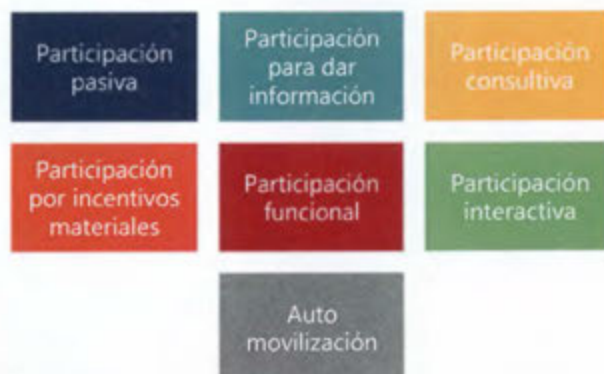 Participación
pasiva
Participación
para dar
información
Participación
consultiva
Participación
por incentivos
materiales
Participación
funcional
Participación
interactiva
Auto
movilización